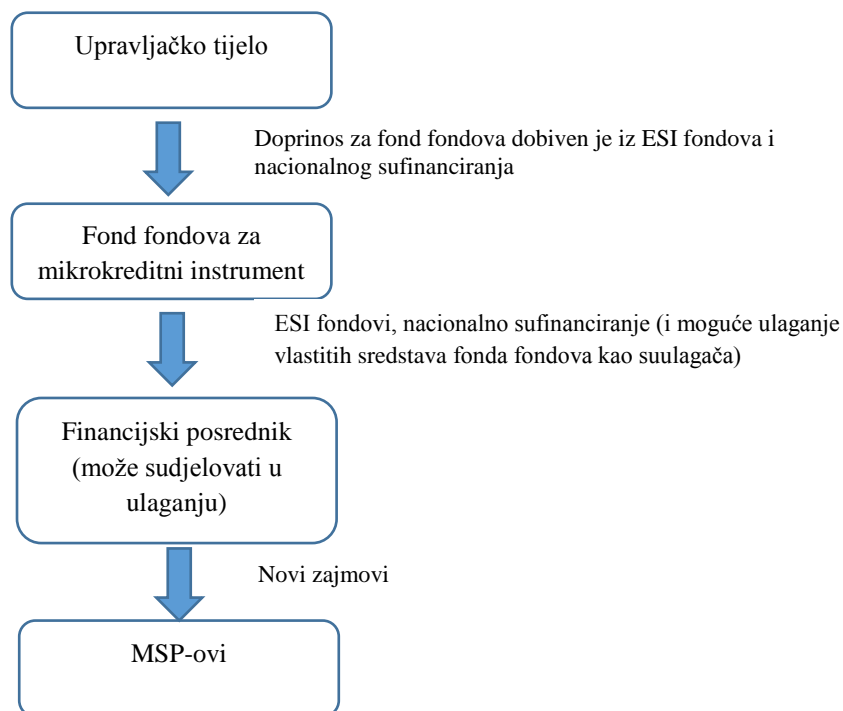 Upravljačko tijelo
Doprinos za fond fondova dobiven je iz ESI fondova i
nacionalnog sufinanciranja
Fond fondova za
mikrokreditni instrument
ESI fondovi, nacionalno sufinanciranje (i moguće ulaganje
vlastitih sredstava fonda fondova kao suulagača)
Financijski posrednik
(može sudjelovati u
ulaganju)
Novi zajmovi
MSP-ovi